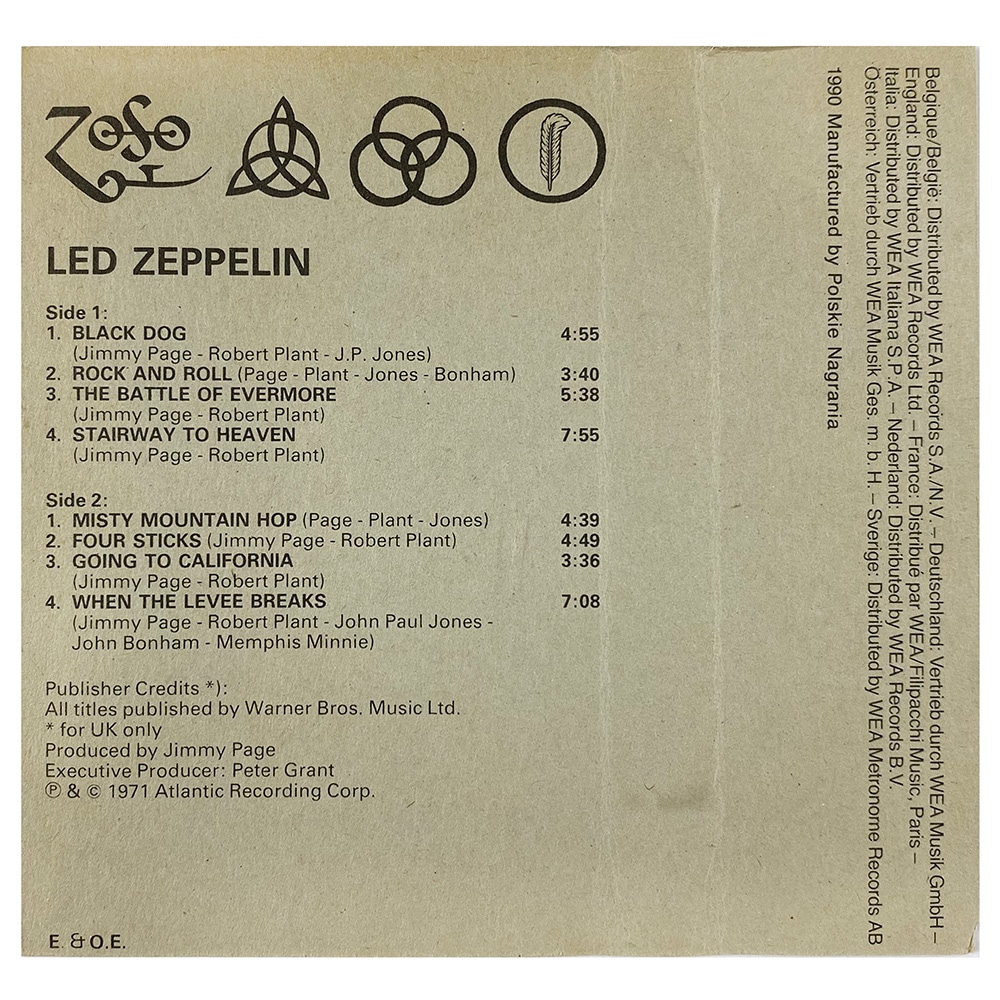 Zoso
LED ZEPPELIN
Side 1:
1. BLACK DOG 4:55
(Jimmy Page - Robert Plant - J.P. Jones)
2. ROCK AND ROLL (Page - Plant - Jones - Bonham) 3:40
3. THE BATTLE OF EVERMORE 5:38
(Jimmy Page - Robert Plant)
4. STAIRWAY TO HEAVEN 7:55
(Jimmy Page - Robert Plant)
Side 2:
1. MISTY MOUNTAIN HOP (Page - Plant - Jones) 4:39
2. FOUR STICKS (Jimmy Page - Robert Plant) 4:49
3. GOING TO CALIFORNIA 3:36
(Jimmy Page - Robert Plant)
4. WHEN THE LEVEE BREAKS 7:08
(Jimmy Page - Robert Plant - John Paul Jones -
John Bonham - Memphis Minnie)
Publisher Credits *):
All titles published by Warner Bros. Music Ltd.
* for UK only
Produced by Jimmy Page
Executive Producer: Peter Grant
℗ & © 1971 Atlantic Recording Corp.
E. & O.E.
Belgique/België: Distributed by WEA Records S.A./N.V. – Deutschland: Vertrieb durch WEA Musik GmbH –
England: Distributed by WEA Records Ltd. – France: Distribué par WEA/Filipacchi Music, Paris –
Italia: Distributed by WEA Italiana S.P.A. – Nederland: Distributed by WEA Records B.V.
Österreich: Vertrieb durch WEA Musik Ges. m. b. H. – Sverige: Distributed by WEA Metronome Records AB
1990 Manufactured by Polskie Nagrania